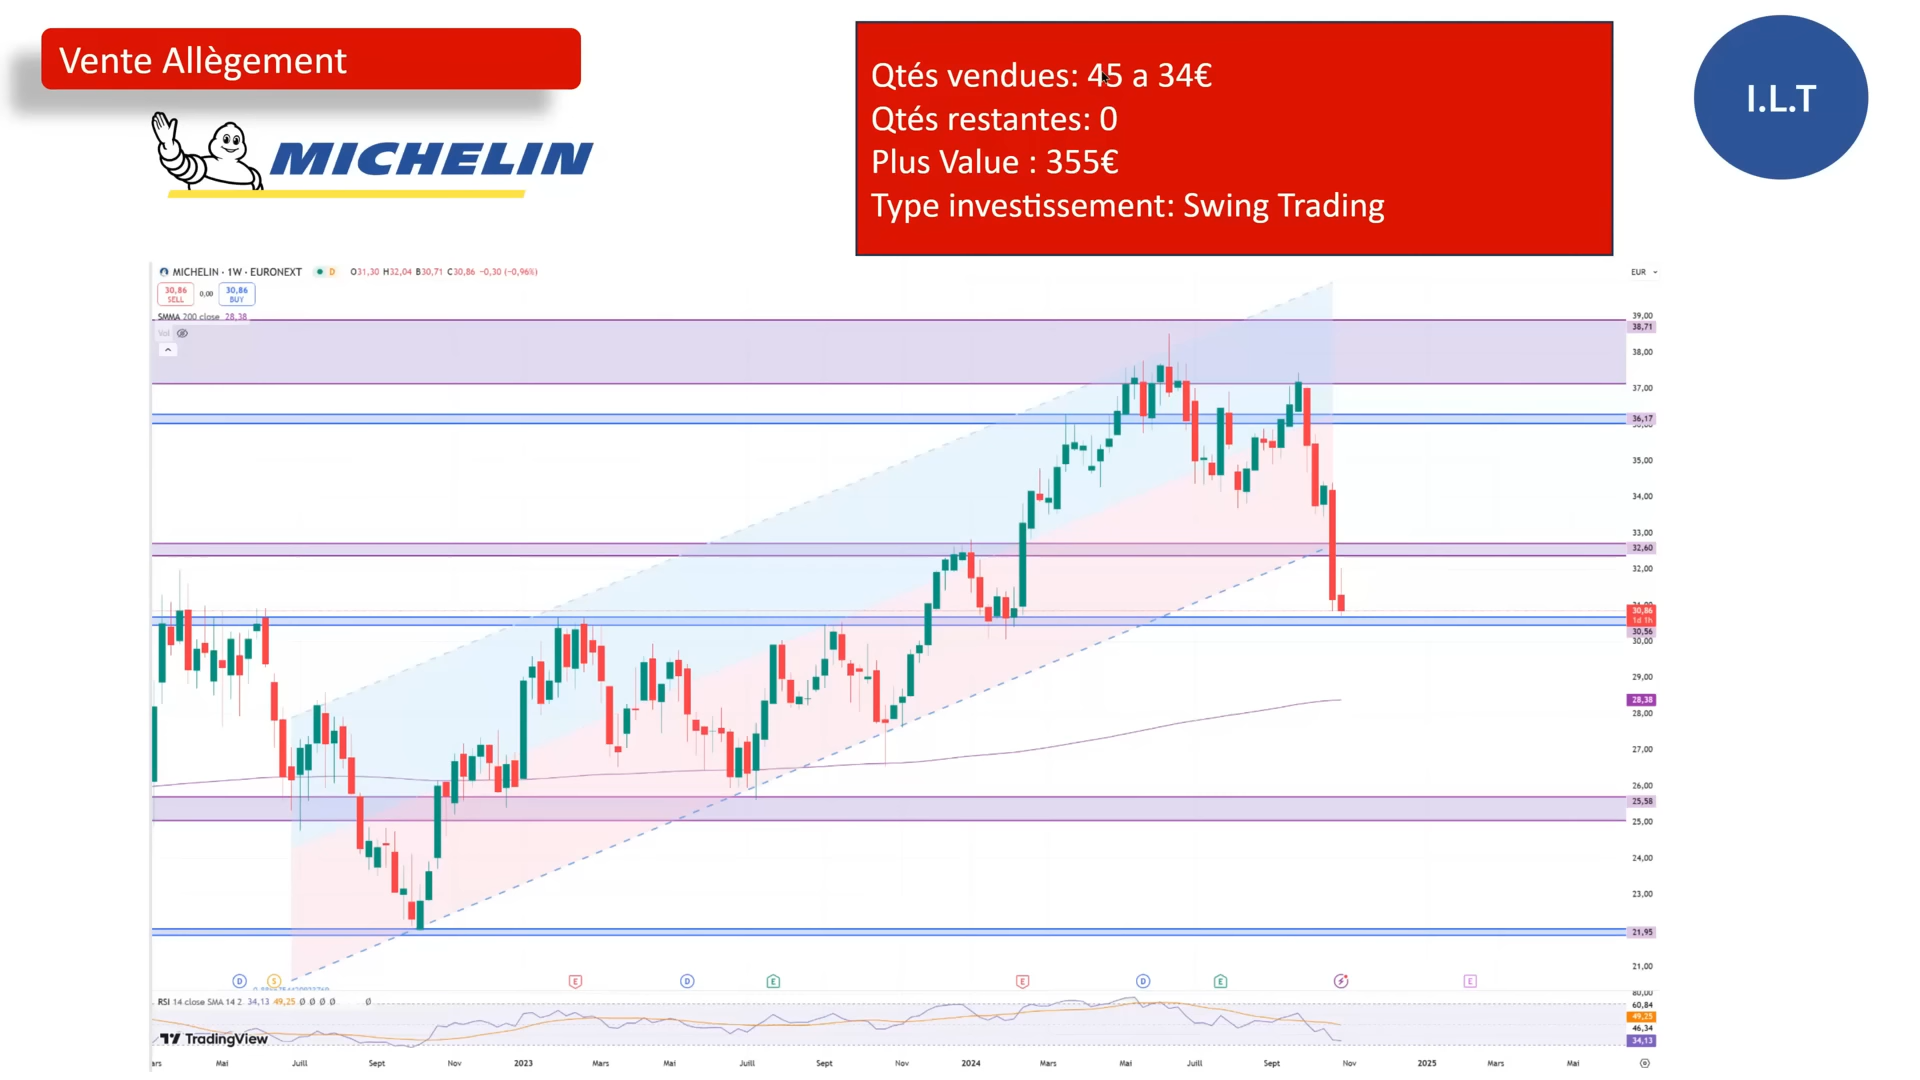 Vente Allègement
MICHELIN
Qtés vendues: 45 a 34€
Qtés restantes: 0
Plus Value : 355€
Type investissement: Swing Trading
I.L.T
MICHELIN · 1W · EURONEXT D O31,30 H32,04 B30,71 C30,86 −0,30 (−0,96%)
EUR
30,86
SELL
0,00
30,86
BUY
SMMA 200 close 28,38
Vol
39,00
38,71
38,00
37,00
36,17
35,00
34,00
33,00
32,60
32,00
30,86
1d 1h
30,56
30,00
29,00
28,38
28,00
27,00
26,00
25,58
25,00
24,00
23,00
21,95
21,00
D S E D E E D E E
RSI 14 close SMA 14 2 34,13 49,25 Ø Ø Ø Ø Ø
80,00
60,84
49,25
46,34
34,13
TradingView
Mai Juill Sept Nov 2023 Mars Mai Juill Sept Nov 2024 Mars Mai Juill Sept Nov 2025 Mars Mai